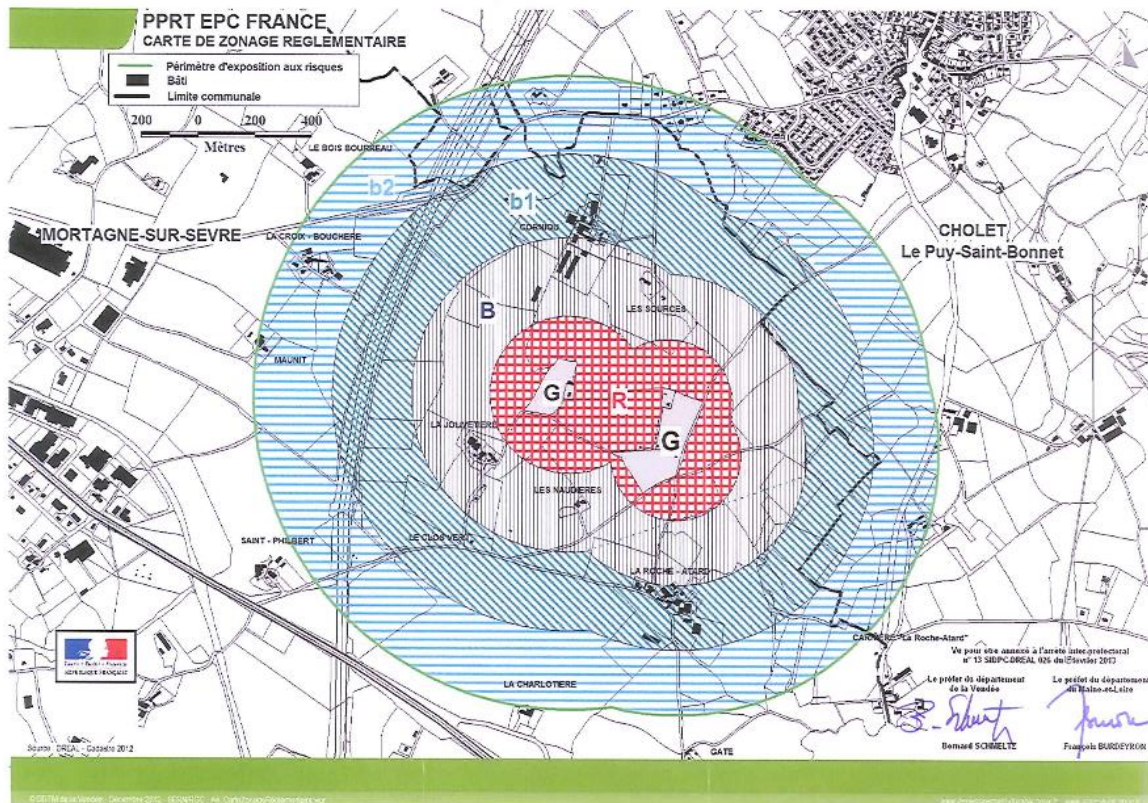 PPRT EPC FRANCE
CARTE DE ZONAGE REGLEMENTAIRE
Périmètre d'exposition aux risques
Bâti
Limite communale
200 0 200 400
Mètres
LE BOIS BOURREAU
b2
b1
CORNIOU
MORTAGNE-SUR-SEVRE
LA CROIX - BOUCHERE
CHOLET
Le Puy-Saint-Bonnet
B
LES SOURCES
MAUNIT
G
R
LA JOLIVETIERE
G
LES NAUDIERES
SAINT - PHILBERT
LE CLOS VERT
LA ROCHE - ATARD
CARRIERE "La Roche-Atard"
Vu pour être annexé à l'arrêté inter-préfectoral
n° 13 SIDPC-DREAL 026 du février 2013
Le préfet du département
de la Vendée
Le préfet du département
du Maine-et-Loire
Bernard SCHMELTZ
François BURDEYRON
RÉPUBLIQUE FRANÇAISE
LA CHARLOTIERE
GATE
Source : DREAL - Cadastre 2012